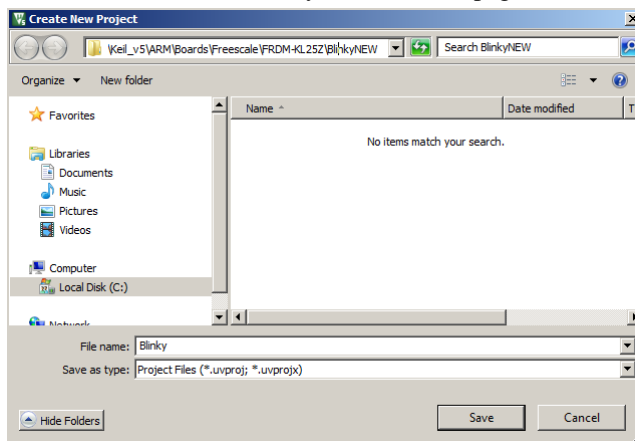 Create New Project
\Keil_v5\ARM\Boards\Freescale\FRDM-KL25Z\BlinkyNEW
Search BlinkyNEW
Organize
New folder
Name
Date modified
T
Favorites
No items match your search.
Libraries
Documents
Music
Pictures
Videos
Computer
Local Disk (C:)
Network
File name: Blinky
Save as type: Project Files (*.uvproj; *.uvprojx)
Hide Folders
Save
Cancel